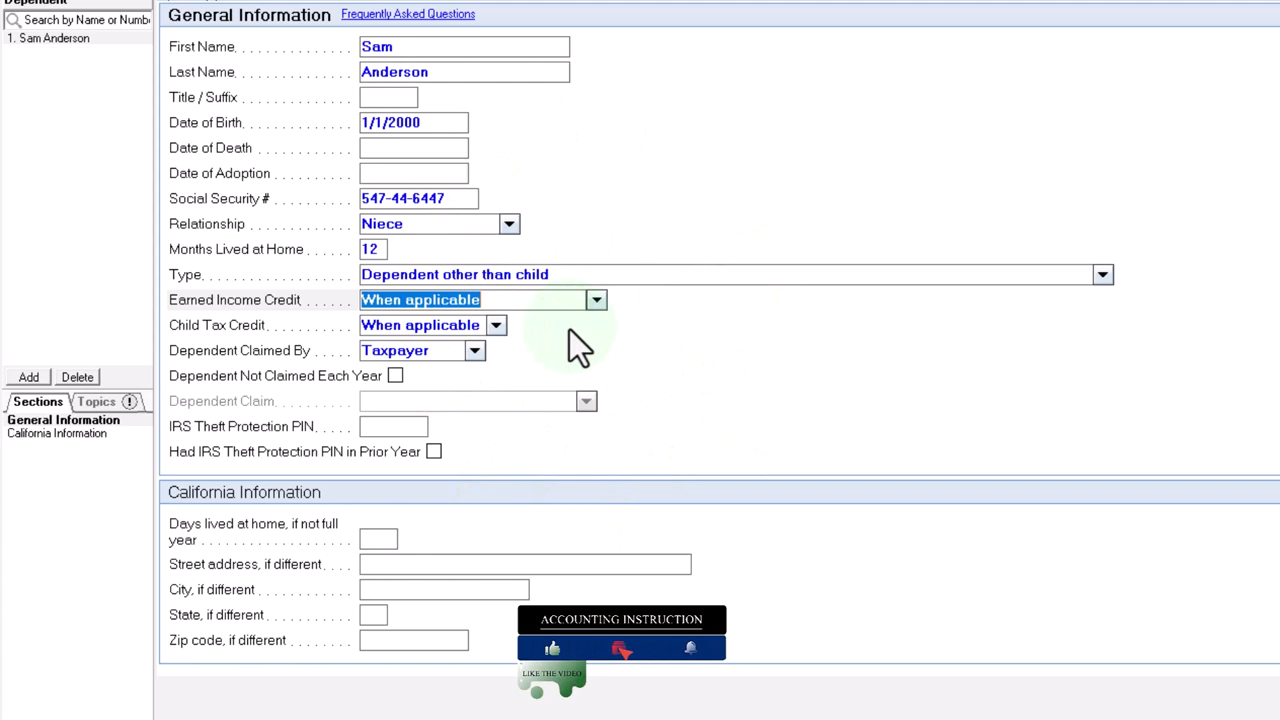 Dependent
Search by Name or Numbe
1. Sam Anderson
Add Delete
Sections Topics
General Information
California Information
General Information Frequently Asked Questions
First Name Sam
Last Name Anderson
Title / Suffix
Date of Birth 1/1/2000
Date of Death
Date of Adoption
Social Security # 547-44-6447
Relationship Niece
Months Lived at Home 12
Type Dependent other than child
Earned Income Credit When applicable
Child Tax Credit When applicable
Dependent Claimed By Taxpayer
Dependent Not Claimed Each Year
Dependent Claim
IRS Theft Protection PIN
Had IRS Theft Protection PIN in Prior Year
California Information
Days lived at home, if not full
year
Street address, if different
City, if different
State, if different
Zip code, if different
ACCOUNTING INSTRUCTION
LIKE THE VIDEO